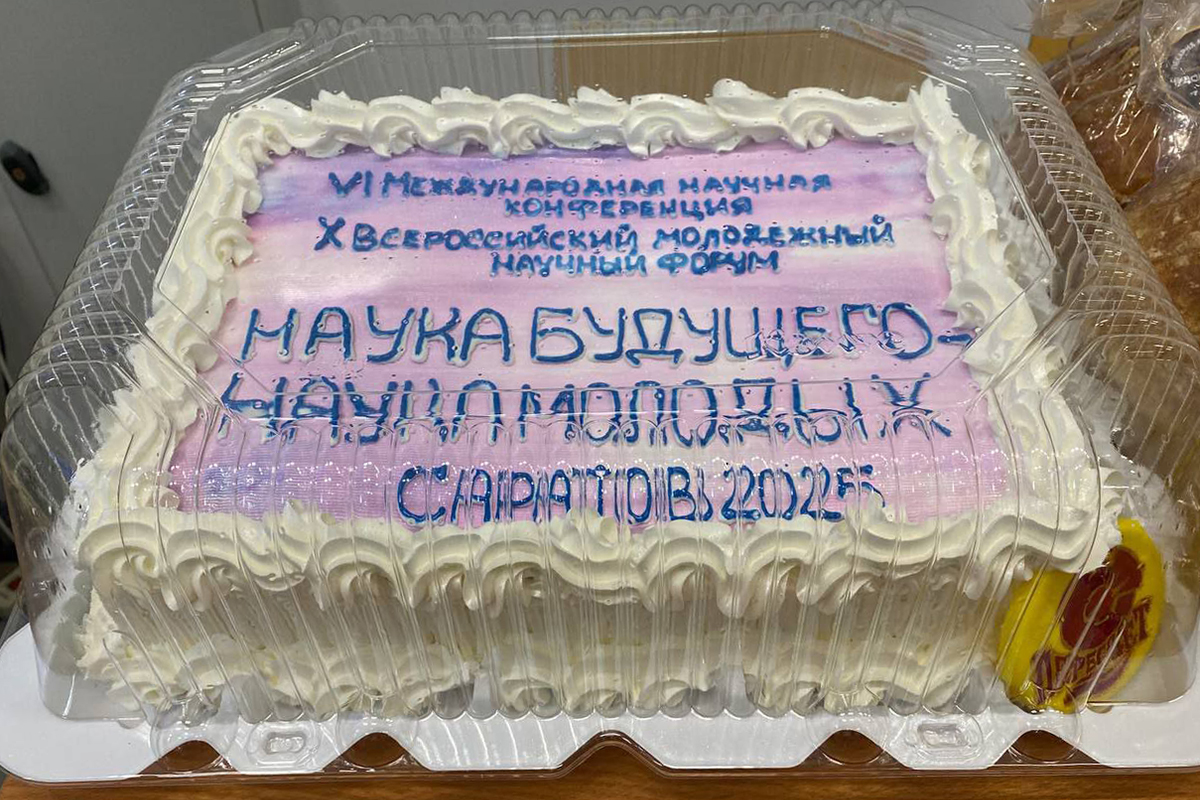 VI МЕЖДУНАРОДНАЯ НАУЧНАЯ
КОНФЕРЕНЦИЯ
X ВСЕРОССИЙСКИЙ МОЛОДЕЖНЫЙ
НАУЧНЫЙ ФОРУМ
НАУКА БУДУЩЕГО-
НАУКА МОЛОДЫХ
САРАТОВ 2025